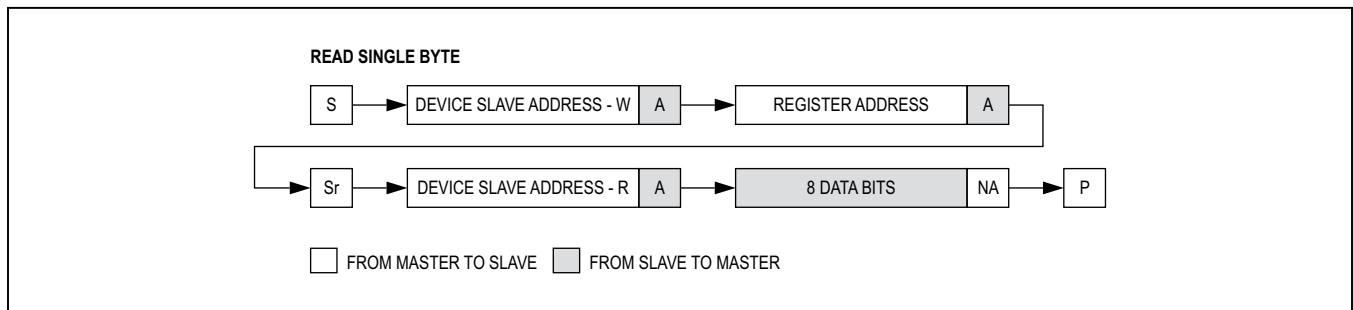 READ SINGLE BYTE
S DEVICE SLAVE ADDRESS - W A REGISTER ADDRESS A
Sr DEVICE SLAVE ADDRESS - R A 8 DATA BITS NA P
FROM MASTER TO SLAVE FROM SLAVE TO MASTER